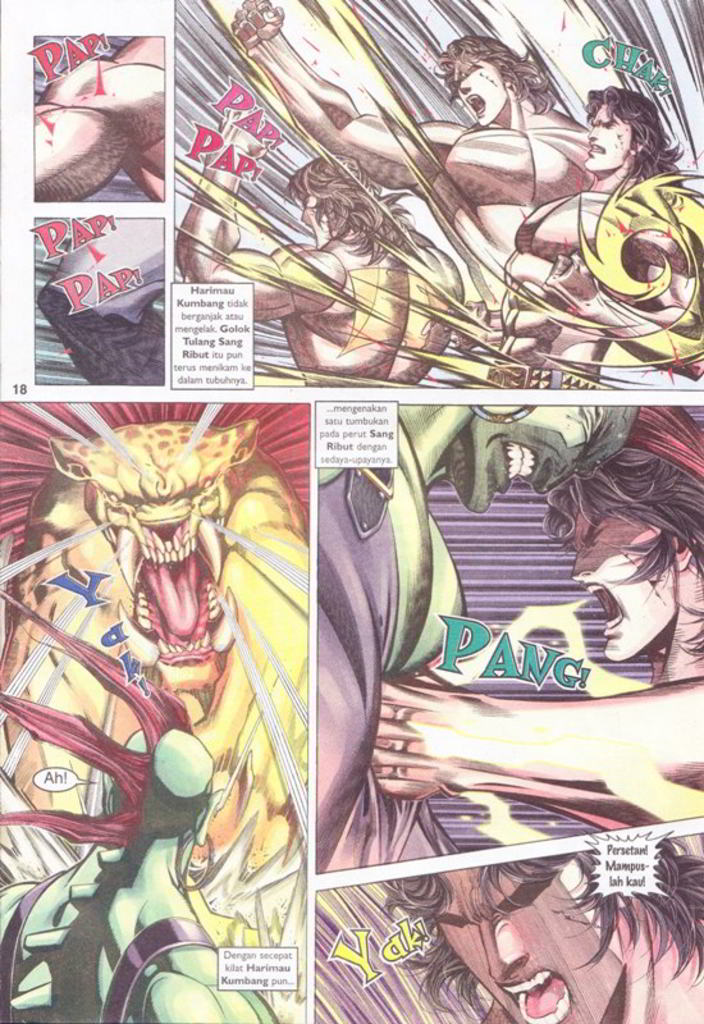 PAP!
PAP!
PAP!
CHAK!
PAP!
PAP!
Harimau
Kumbang tidak
berganjak atau
mengelak. Golok
Tulang Sang
Ribut itu pun
terus menikam ke
dalam tubuhnya.
18
YAAK!
Ah!
Dengan secepat
kilat Harimau
Kumbang pun...
...mengenakan
satu tumbukan
pada perut Sang
Ribut dengan
sedaya-upayanya.
PANG!
Persetan!
Mampus-
lah kau!
Yak!